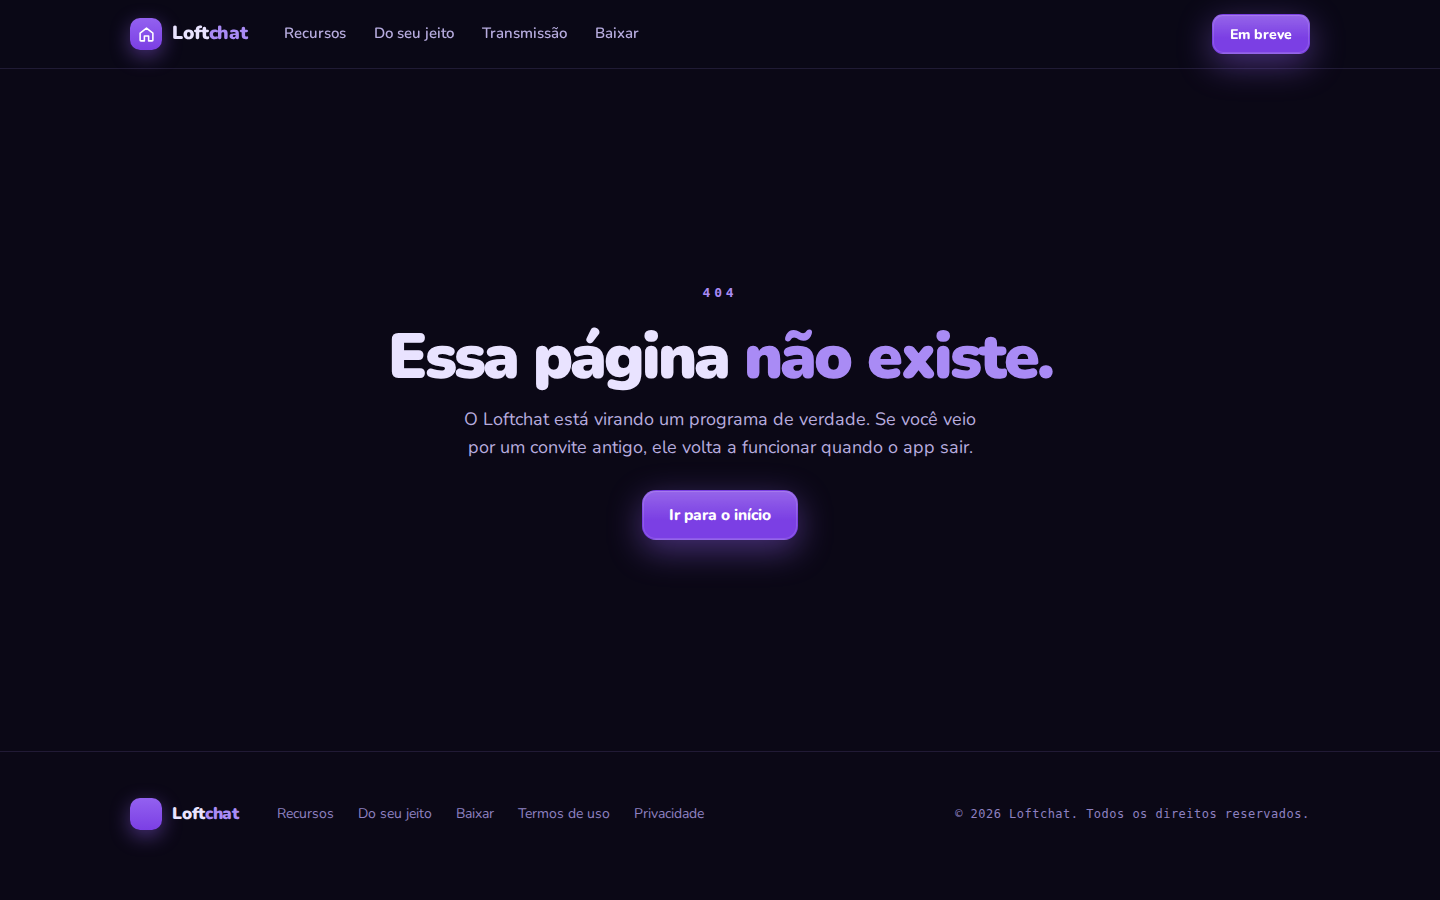 Loftchat Recursos Do seu jeito Transmissão Baixar Em breve
404
Essa página não existe.
O Loftchat está virando um programa de verdade. Se você veio
por um convite antigo, ele volta a funcionar quando o app sair.
Ir para o início
Loftchat Recursos Do seu jeito Baixar Termos de uso Privacidade © 2026 Loftchat. Todos os direitos reservados.